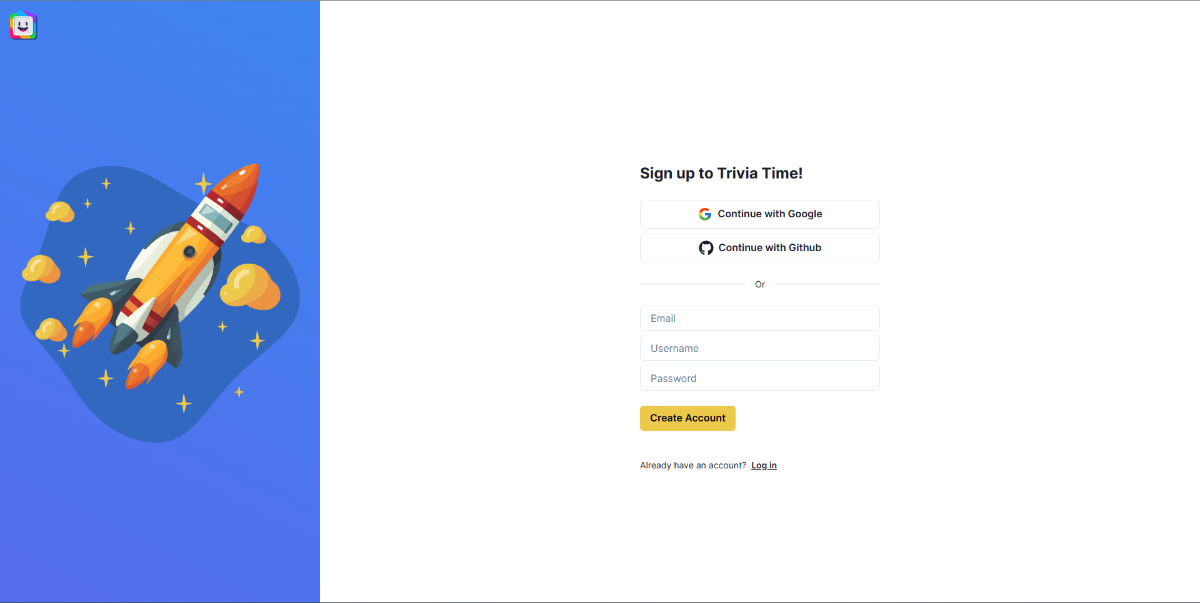 Sign up to Trivia Time!
Continue with Google
Continue with Github
Or
Email
Username
Password
Create Account
Already have an account? Log in